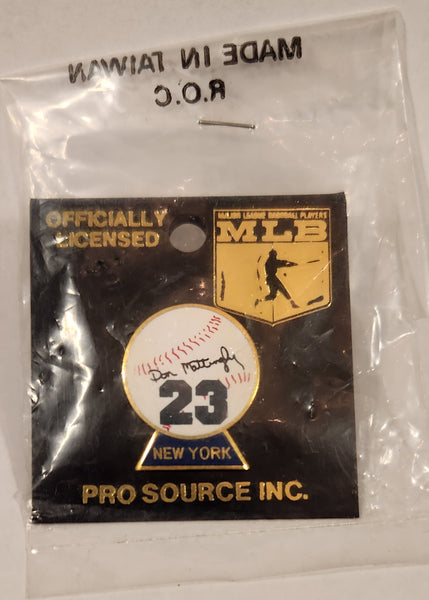 MADE IN TAIWAN
R.O.C
OFFICIALLY
LICENSED
MAJOR LEAGUE BASEBALL PLAYERS
MLB
Don Mattingly
23
NEW YORK
PRO SOURCE INC.